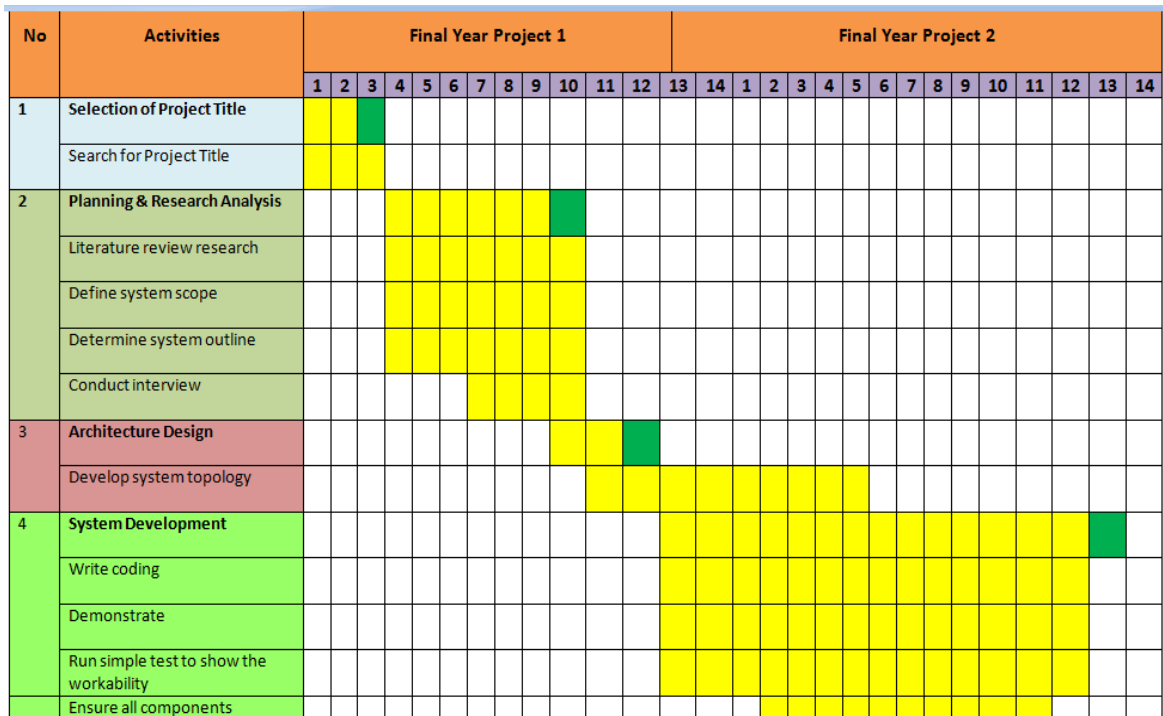 No Activities Final Year Project 1 Final Year Project 2
1 2 3 4 5 6 7 8 9 10 11 12 13 14 1 2 3 4 5 6 7 8 9 10 11 12 13 14
1 Selection of Project Title
Search for Project Title
2 Planning & Research Analysis
Literature review research
Define system scope
Determine system outline
Conduct interview
3 Architecture Design
Develop system topology
4 System Development
Write coding
Demonstrate
Run simple test to show the
workability
Ensure all components